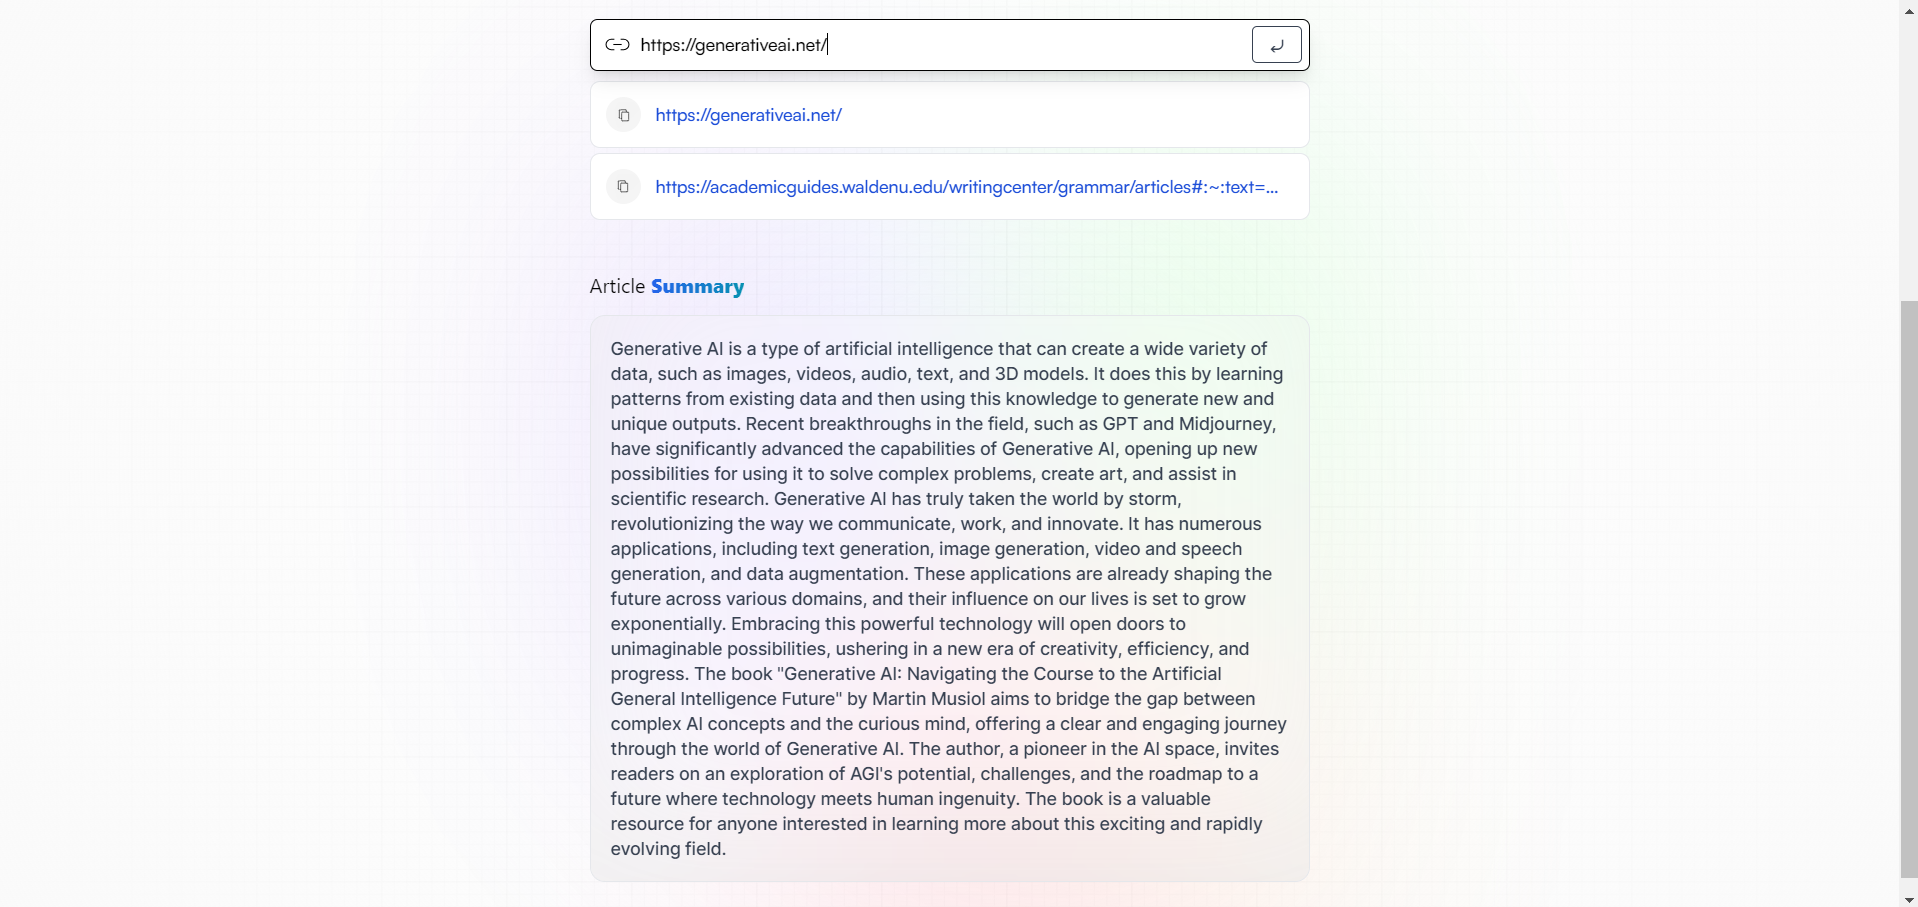 https://generativeai.net/
https://generativeai.net/
https://academicguides.waldenu.edu/writingcenter/grammar/articles#:~:text=...
Article Summary
Generative AI is a type of artificial intelligence that can create a wide variety of
data, such as images, videos, audio, text, and 3D models. It does this by learning
patterns from existing data and then using this knowledge to generate new and
unique outputs. Recent breakthroughs in the field, such as GPT and Midjourney,
have significantly advanced the capabilities of Generative AI, opening up new
possibilities for using it to solve complex problems, create art, and assist in
scientific research. Generative AI has truly taken the world by storm,
revolutionizing the way we communicate, work, and innovate. It has numerous
applications, including text generation, image generation, video and speech
generation, and data augmentation. These applications are already shaping the
future across various domains, and their influence on our lives is set to grow
exponentially. Embracing this powerful technology will open doors to
unimaginable possibilities, ushering in a new era of creativity, efficiency, and
progress. The book "Generative AI: Navigating the Course to the Artificial
General Intelligence Future" by Martin Musiol aims to bridge the gap between
complex AI concepts and the curious mind, offering a clear and engaging journey
through the world of Generative AI. The author, a pioneer in the AI space, invites
readers on an exploration of AGI's potential, challenges, and the roadmap to a
future where technology meets human ingenuity. The book is a valuable
resource for anyone interested in learning more about this exciting and rapidly
evolving field.